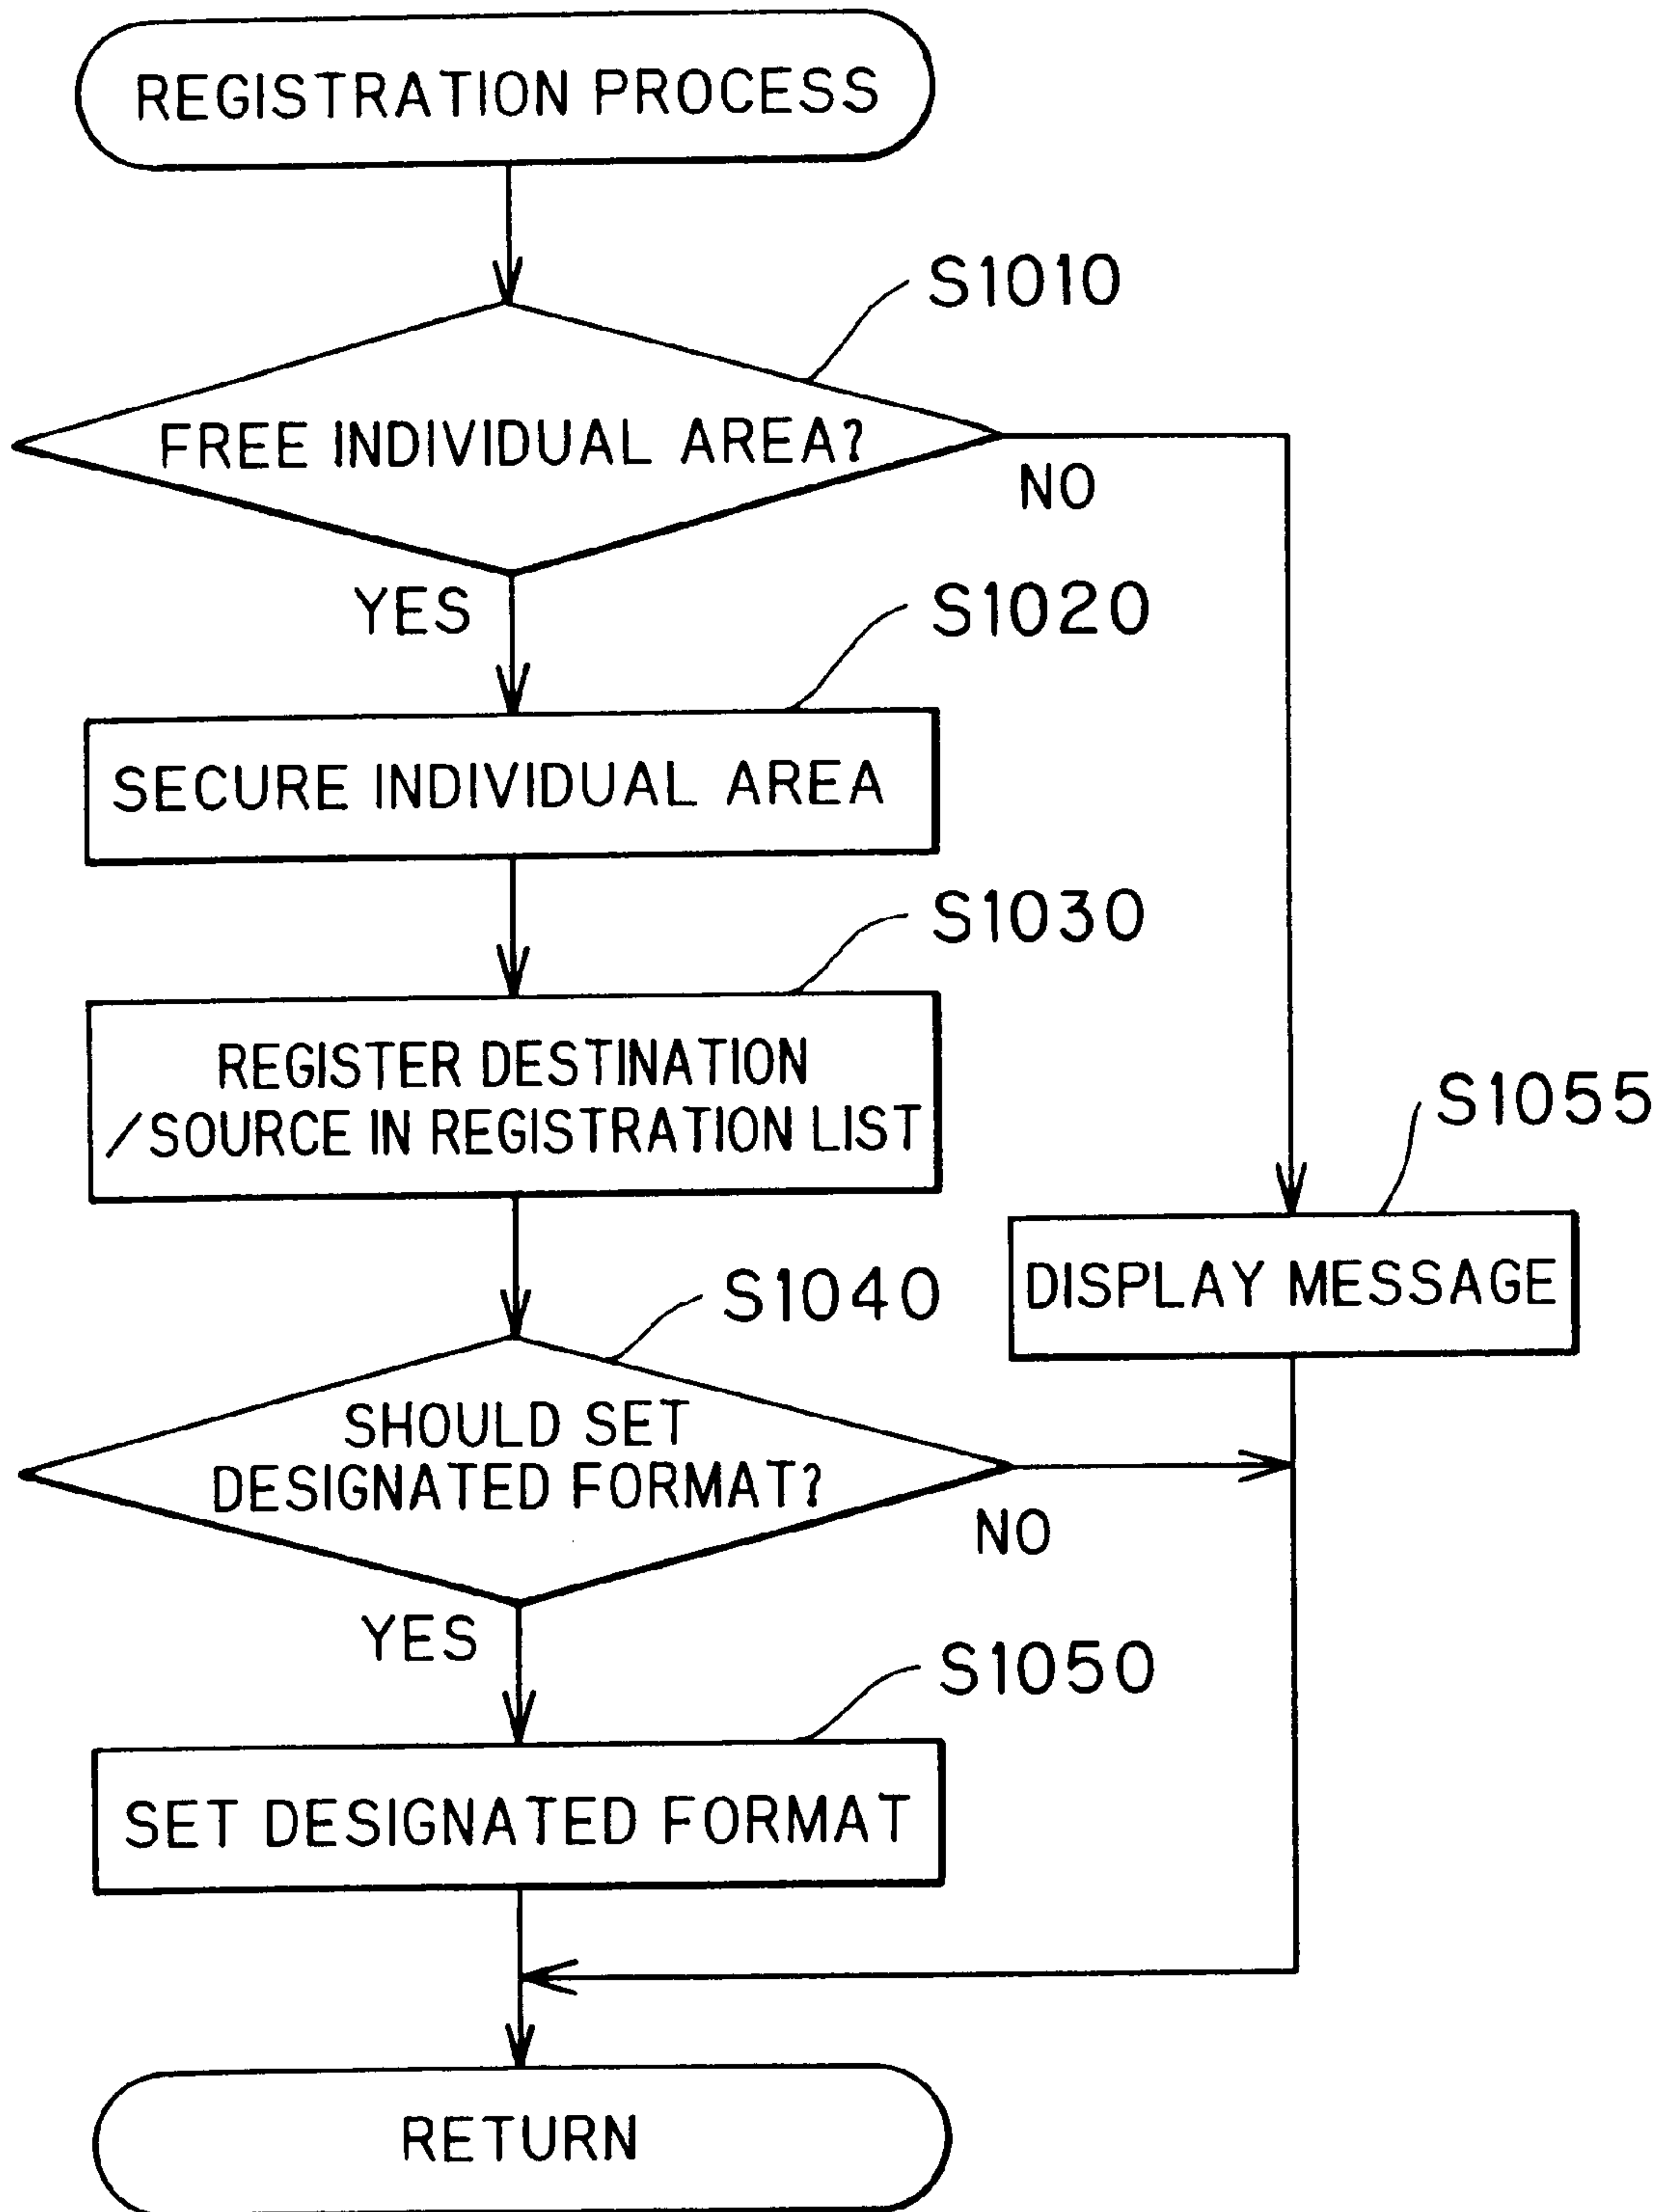 REGISTRATION PROCESS
S1010
FREE INDIVIDUAL AREA?
NO
YES
S1020
SECURE INDIVIDUAL AREA
S1030
REGISTER DESTINATION
/SOURCE IN REGISTRATION LIST
S1055
DISPLAY MESSAGE
S1040
SHOULD SET
DESIGNATED FORMAT?
NO
YES
S1050
SET DESIGNATED FORMAT
RETURN